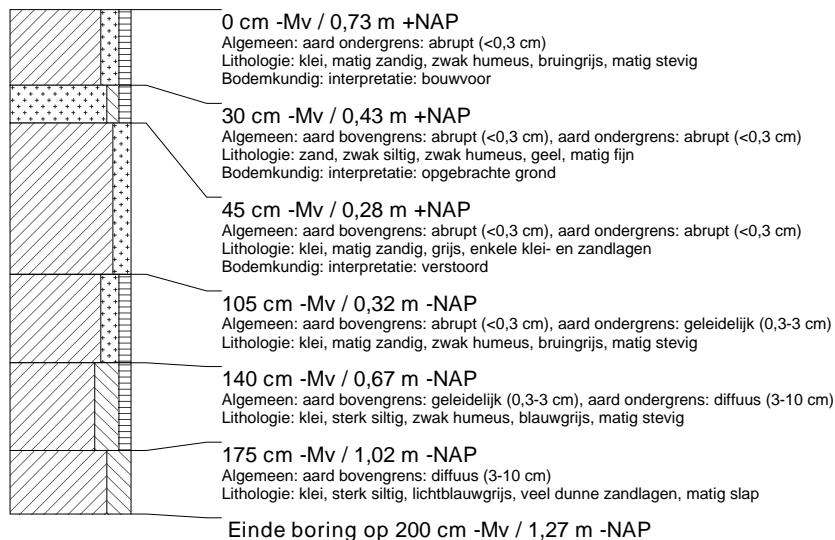 0 cm -Mv / 0,73 m +NAP
Algemeen: aard ondergrens: abrupt (<0,3 cm)
Lithologie: klei, matig zandig, zwak humeus, bruingrijs, matig stevig
Bodemkundig: interpretatie: bouwvoor
30 cm -Mv / 0,43 m +NAP
Algemeen: aard bovengrens: abrupt (<0,3 cm), aard ondergrens: abrupt (<0,3 cm)
Lithologie: zand, zwak siltig, zwak humeus, geel, matig fijn
Bodemkundig: interpretatie: opgebrachte grond
45 cm -Mv / 0,28 m +NAP
Algemeen: aard bovengrens: abrupt (<0,3 cm), aard ondergrens: abrupt (<0,3 cm)
Lithologie: klei, matig zandig, grijs, enkele klei- en zandlagen
Bodemkundig: interpretatie: verstoord
105 cm -Mv / 0,32 m -NAP
Algemeen: aard bovengrens: abrupt (<0,3 cm), aard ondergrens: geleidelijk (0,3-3 cm)
Lithologie: klei, matig zandig, zwak humeus, bruingrijs, matig stevig
140 cm -Mv / 0,67 m -NAP
Algemeen: aard bovengrens: geleidelijk (0,3-3 cm), aard ondergrens: diffuus (3-10 cm)
Lithologie: klei, sterk siltig, zwak humeus, blauwgrijs, matig stevig
175 cm -Mv / 1,02 m -NAP
Algemeen: aard bovengrens: diffuus (3-10 cm)
Lithologie: klei, sterk siltig, lichtblauwgrijs, veel dunne zandlagen, matig slap
Einde boring op 200 cm -Mv / 1,27 m -NAP